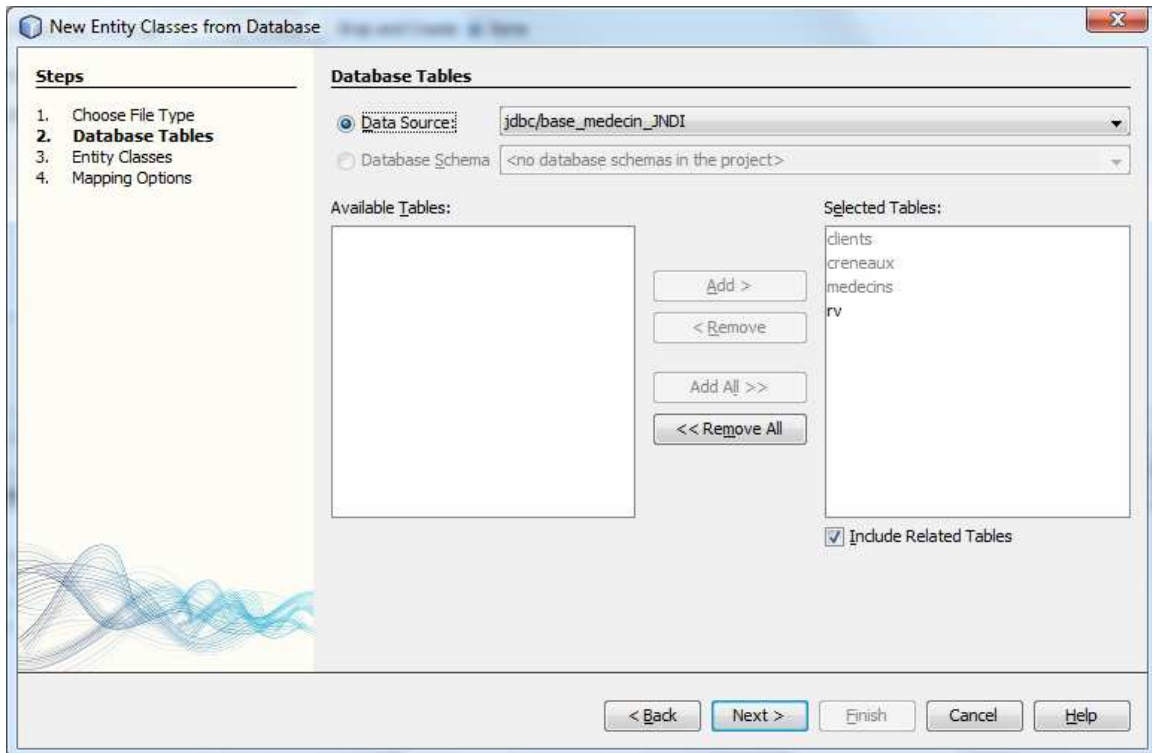 New Entity Classes from Database
Steps
1. Choose File Type
2. Database Tables
3. Entity Classes
4. Mapping Options
Database Tables
Data Source: jdbc/base_medecin_JNDI
Database Schema <no database schemas in the project>
Available Tables:
Selected Tables:
clients
creneaux
medecins
rv
Add >
< Remove
Add All >>
<< Remove All
Include Related Tables
< Back Next > Finish Cancel Help